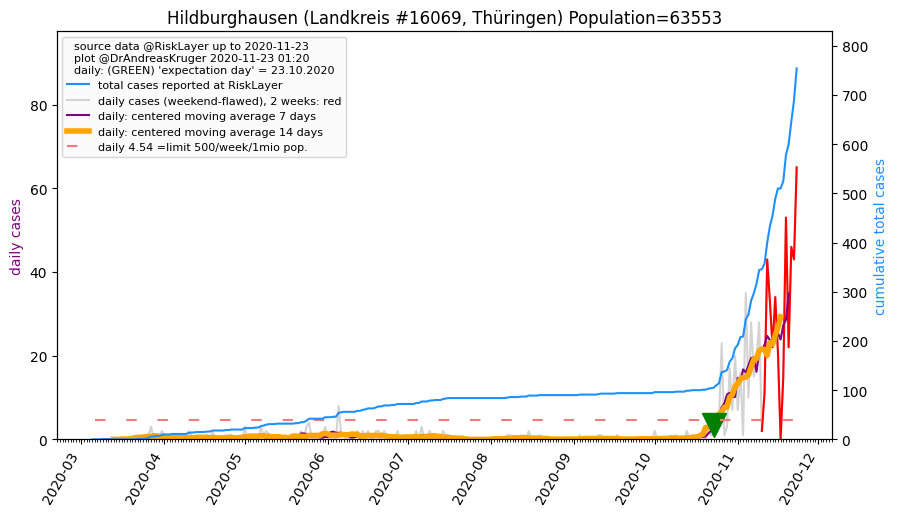 Hildburghausen (Landkreis #16069, Thüringen) Population=63553
source data @RiskLayer up to 2020-11-23
plot @DrAndreasKruger 2020-11-23 01:20
daily: (GREEN) 'expectation day' = 23.10.2020
total cases reported at RiskLayer
daily cases (weekend-flawed), 2 weeks: red
daily: centered moving average 7 days
daily: centered moving average 14 days
daily 4.54 =limit 500/week/1mio pop.
daily cases
80
60
40
20
0
cumulative total cases
800
700
600
500
400
300
200
100
0
2020-03
2020-04
2020-05
2020-06
2020-07
2020-08
2020-09
2020-10
2020-11
2020-12